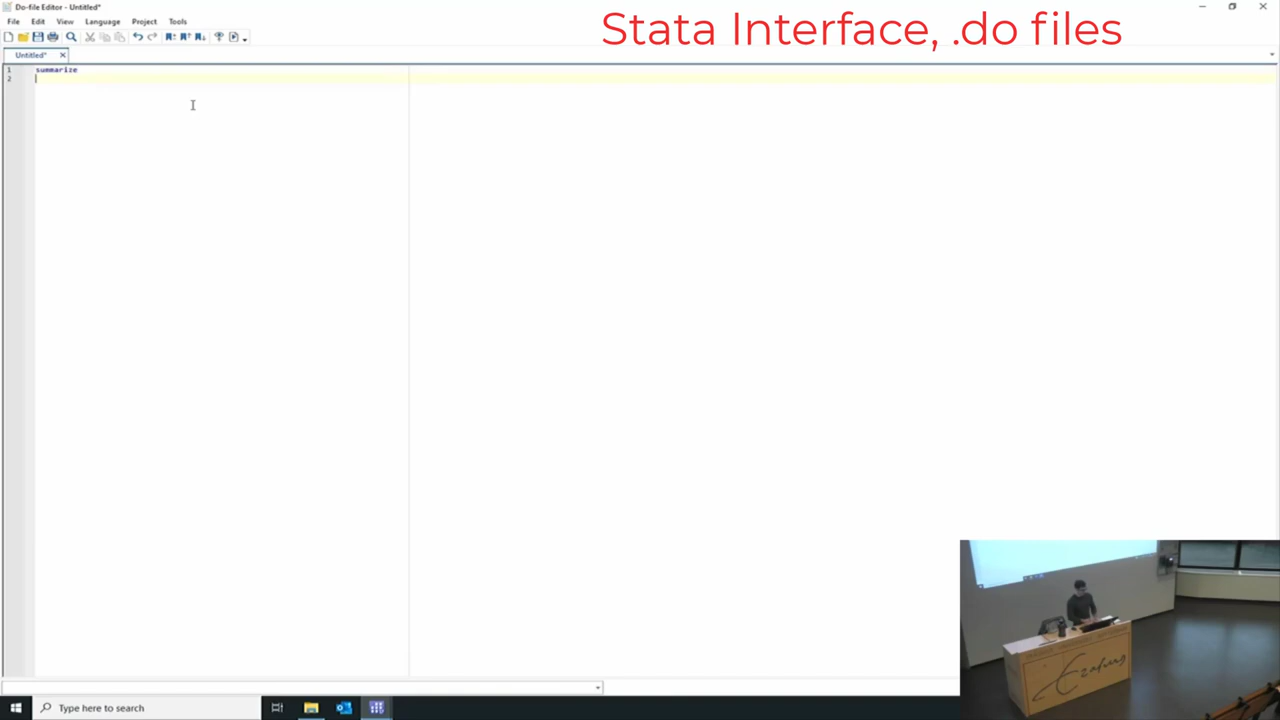 Do-file Editor - Untitled*
File Edit View Language Project Tools
Stata Interface, .do files
Untitled*
1 summarize
2
Erasmus
Type here to search